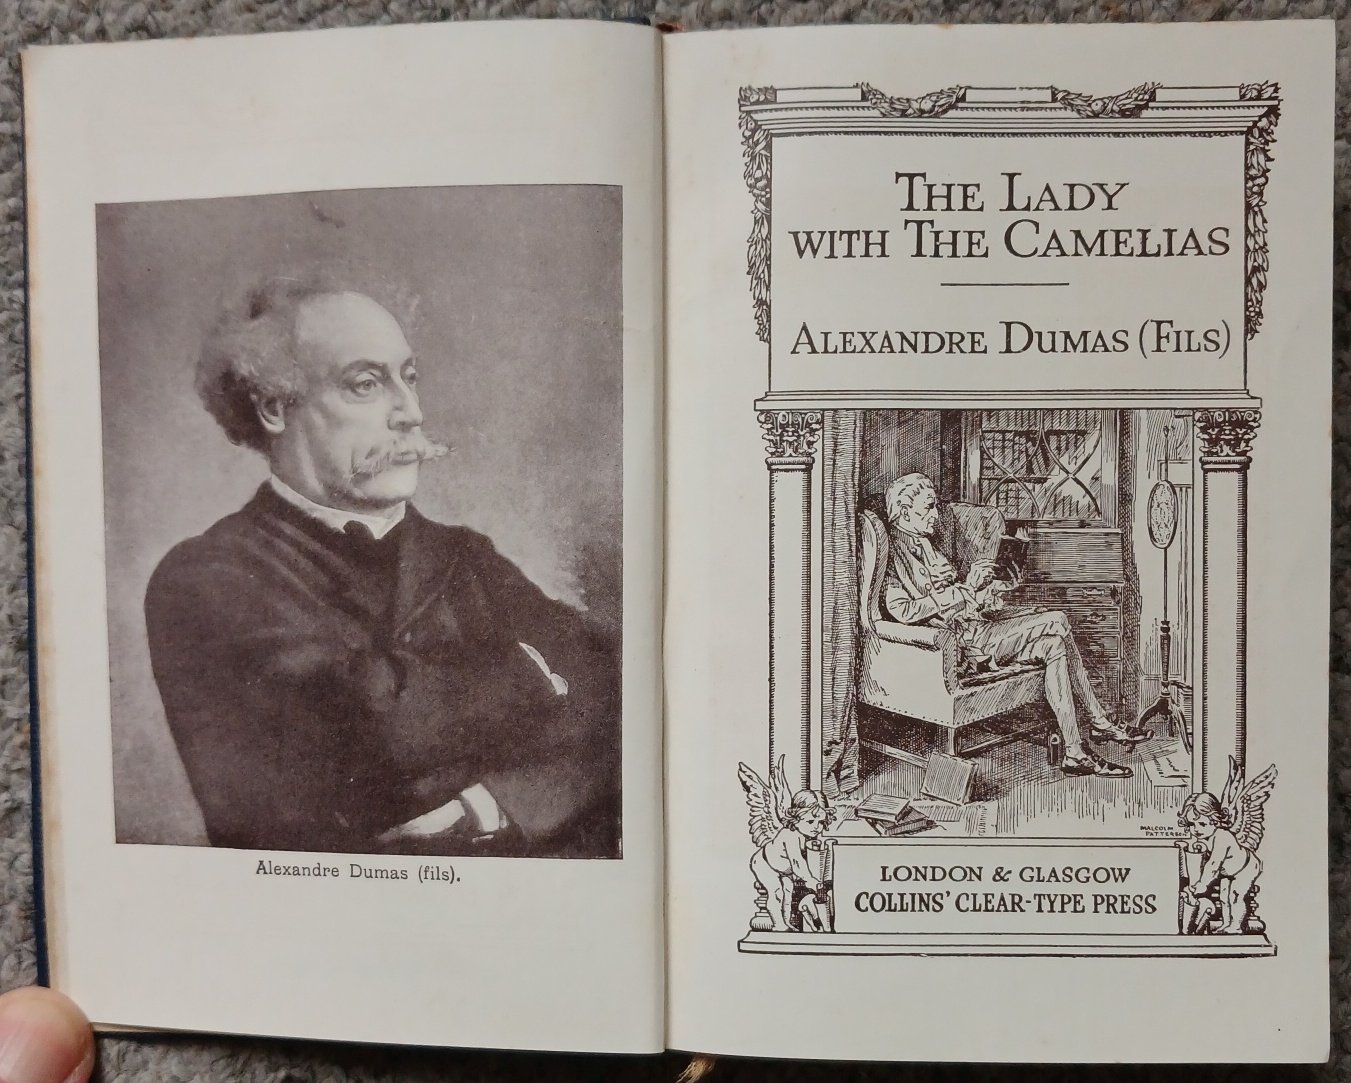 Alexandre Dumas (fils).
THE LADY
WITH THE CAMELIAS
ALEXANDRE DUMAS (FILS)
MALCOLM
PATTERSON
LONDON & GLASGOW
COLLINS' CLEAR-TYPE PRESS